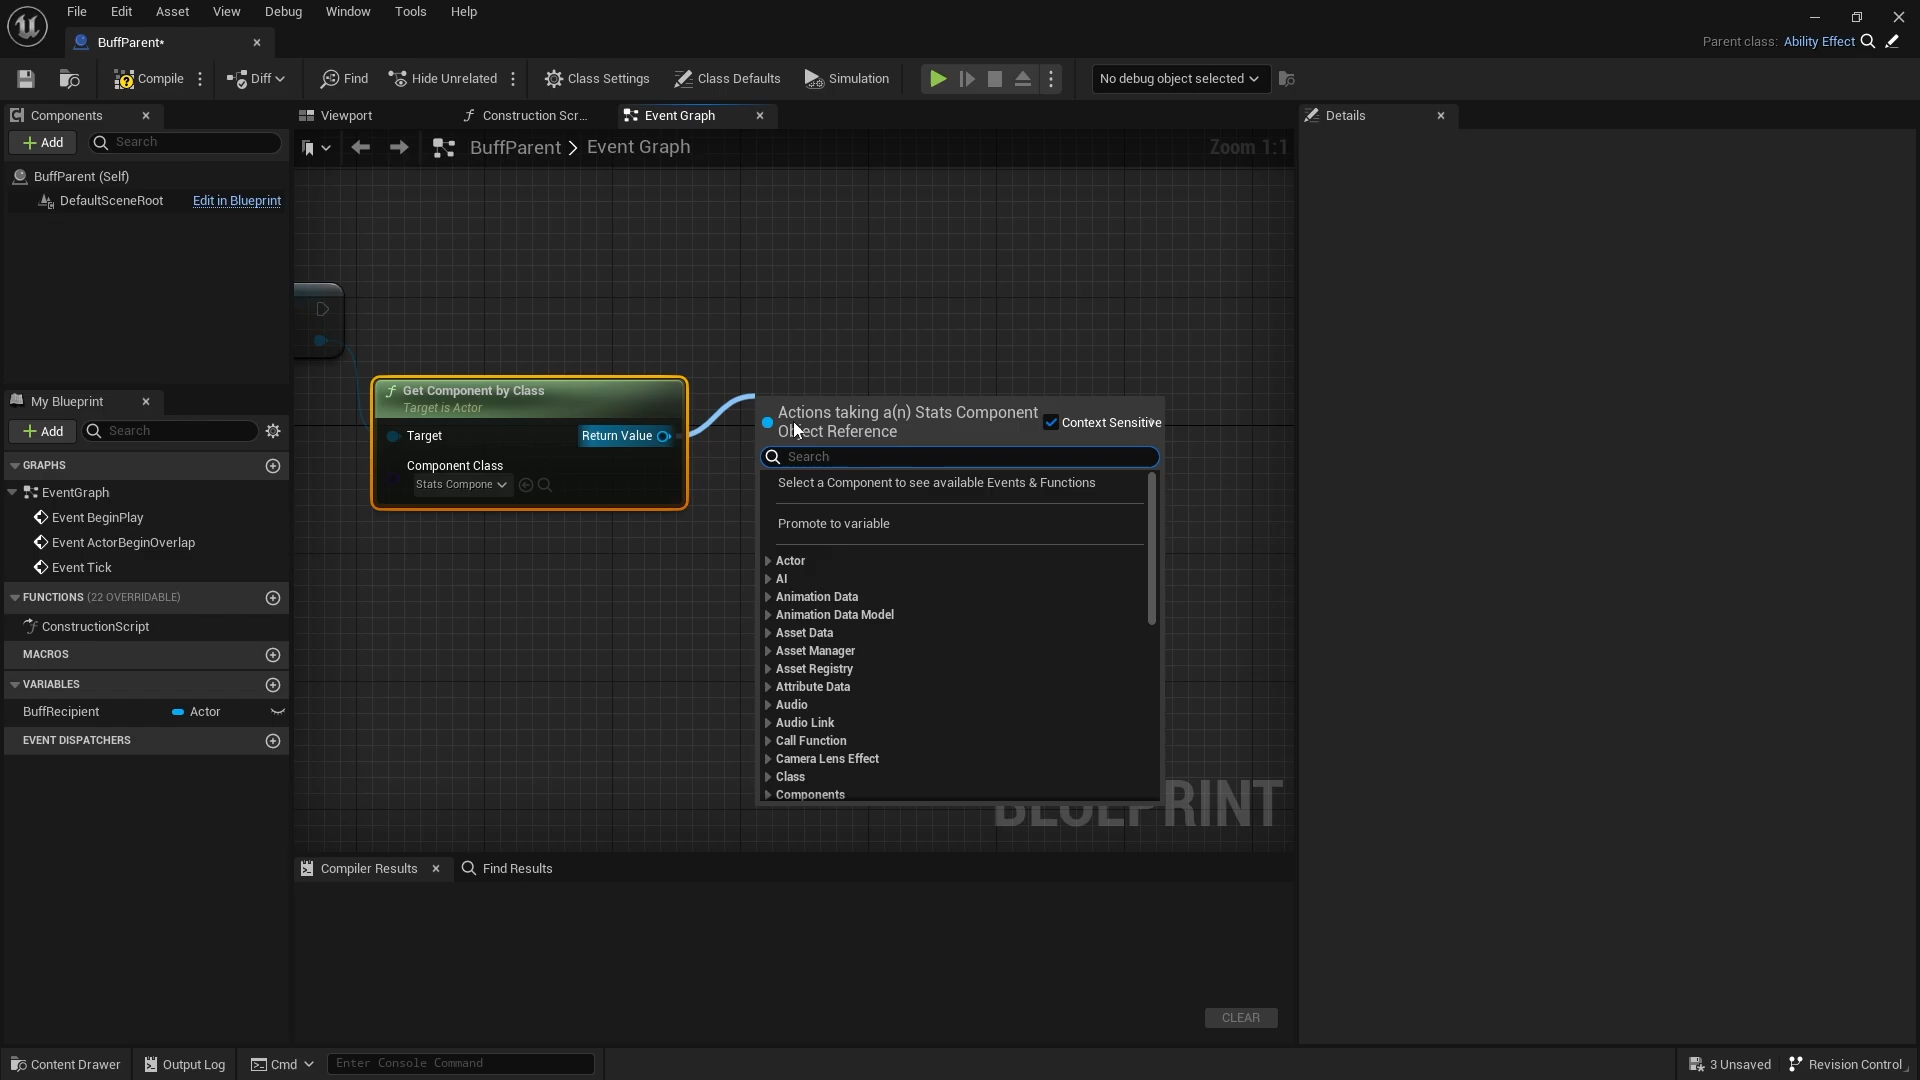 File Edit Asset View Debug Window Tools Help
BuffParent*
Parent class: Ability Effect
Compile Diff Find Hide Unrelated Class Settings Class Defaults Simulation No debug object selected
Components Viewport Construction Scr... Event Graph Details
Add Search
BuffParent > Event Graph Zoom 1:1
BuffParent (Self)
DefaultSceneRoot Edit in Blueprint
My Blueprint
Add Search
GRAPHS
EventGraph
Event BeginPlay
Event ActorBeginOverlap
Event Tick
FUNCTIONS (22 OVERRIDABLE)
ConstructionScript
MACROS
VARIABLES
BuffRecipient Actor
EVENT DISPATCHERS
Get Component by Class
Target is Actor
Target Return Value
Component Class
Stats Compone
Actions taking a(n) Stats Component
Object Reference
Context Sensitive
Search
Select a Component to see available Events & Functions
Promote to variable
Actor
AI
Animation Data
Animation Data Model
Asset Data
Asset Manager
Asset Registry
Attribute Data
Audio
Audio Link
Call Function
Camera Lens Effect
Class
Components
BLUEPRINT
Compiler Results Find Results
CLEAR
Content Drawer Output Log Cmd Enter Console Command 3 Unsaved Revision Control